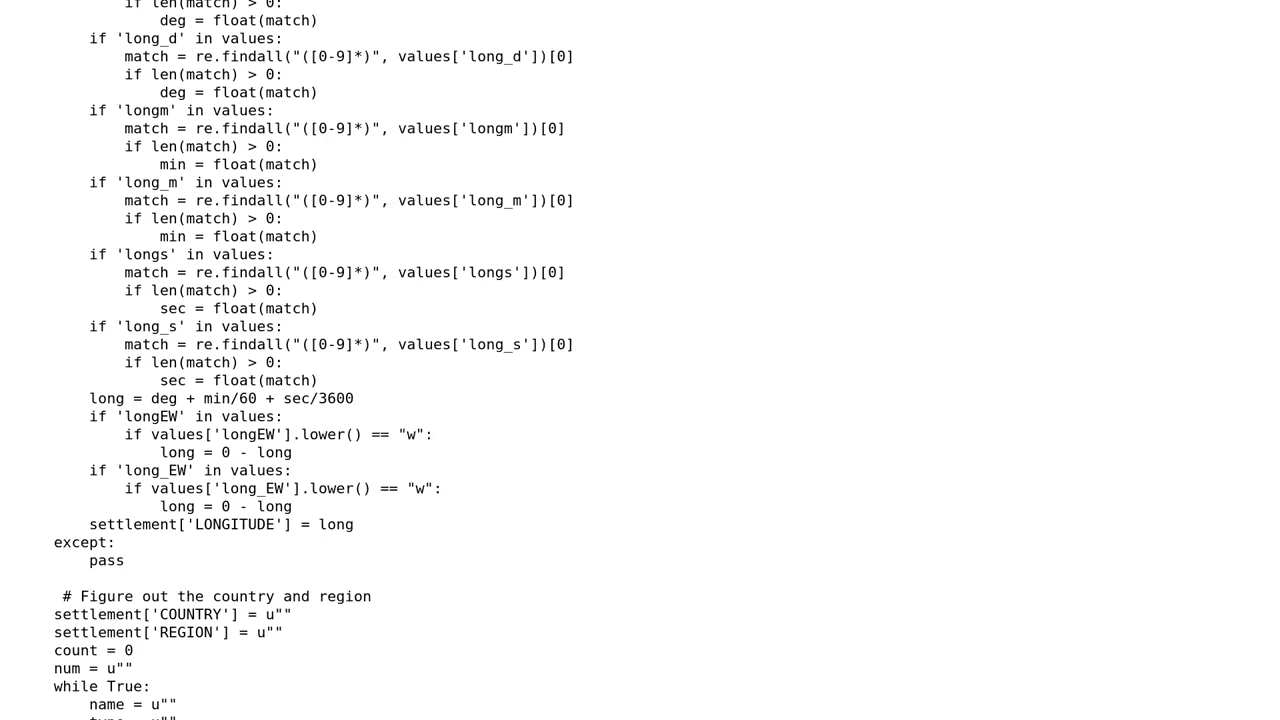 if len(match) > 0:
deg = float(match)
if 'long_d' in values:
match = re.findall("([0-9]*)", values['long_d'])[0]
if len(match) > 0:
deg = float(match)
if 'longm' in values:
match = re.findall("([0-9]*)", values['longm'])[0]
if len(match) > 0:
min = float(match)
if 'long_m' in values:
match = re.findall("([0-9]*)", values['long_m'])[0]
if len(match) > 0:
min = float(match)
if 'longs' in values:
match = re.findall("([0-9]*)", values['longs'])[0]
if len(match) > 0:
sec = float(match)
if 'long_s' in values:
match = re.findall("([0-9]*)", values['long_s'])[0]
if len(match) > 0:
sec = float(match)
long = deg + min/60 + sec/3600
if 'longEW' in values:
if values['longEW'].lower() == "w":
long = 0 - long
if 'long_EW' in values:
if values['long_EW'].lower() == "w":
long = 0 - long
settlement['LONGITUDE'] = long
except:
pass
# Figure out the country and region
settlement['COUNTRY'] = u""
settlement['REGION'] = u""
count = 0
num = u""
while True:
name = u""
type = u""